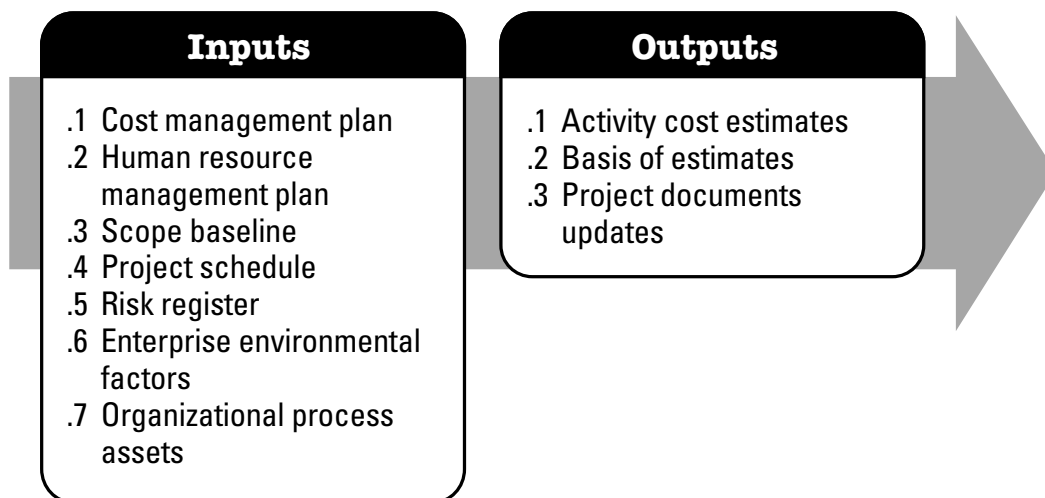 Inputs
.1 Cost management plan
.2 Human resource
management plan
.3 Scope baseline
.4 Project schedule
.5 Risk register
.6 Enterprise environmental
factors
.7 Organizational process
assets
Outputs
.1 Activity cost estimates
.2 Basis of estimates
.3 Project documents
updates